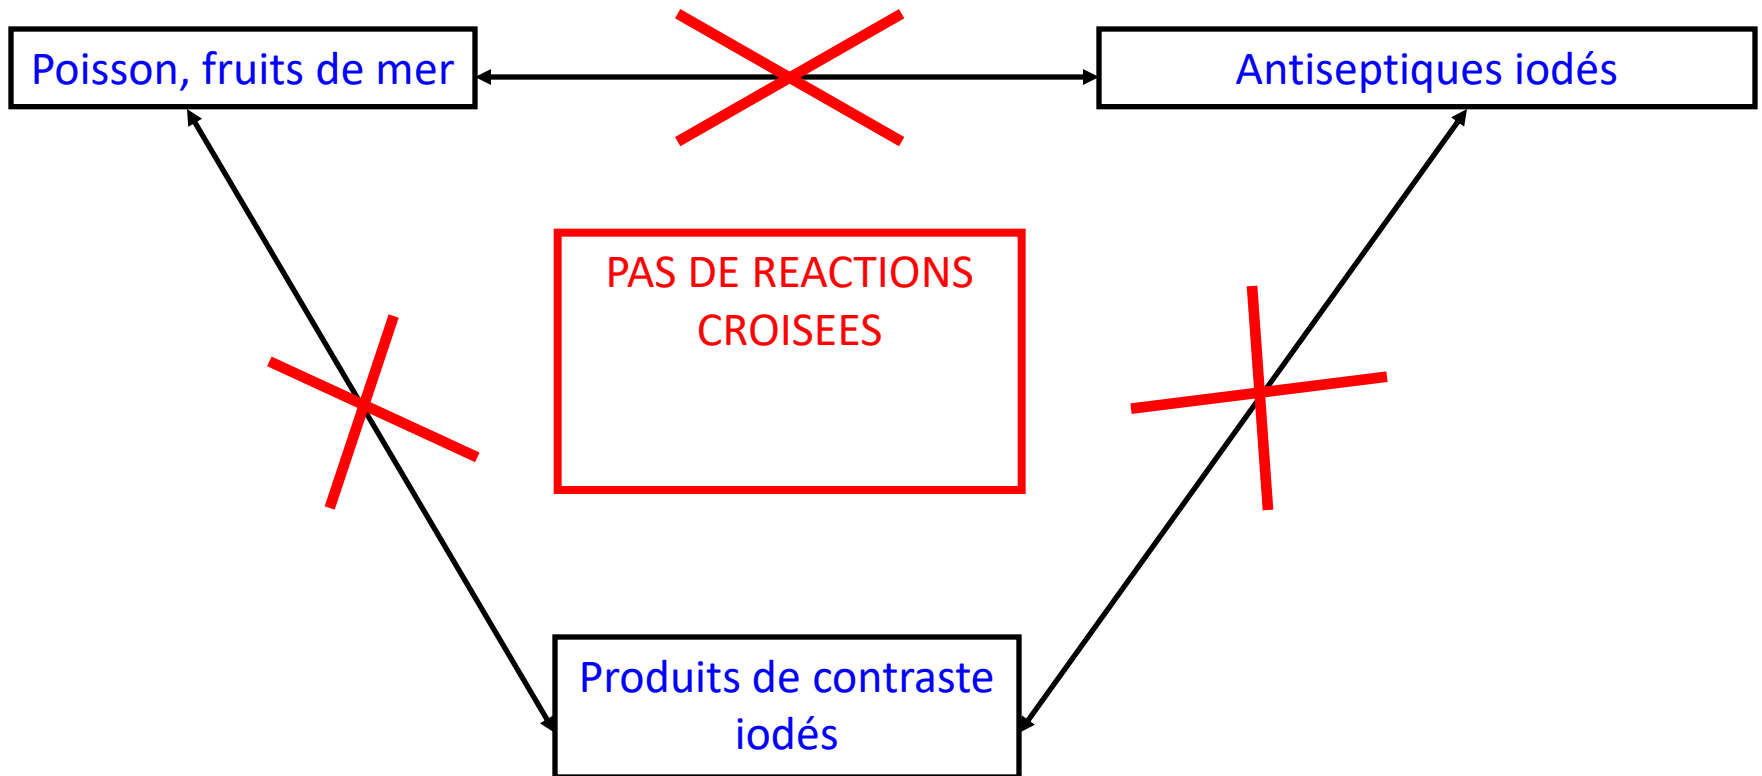 Poisson, fruits de mer
Antiseptiques iodés
PAS DE REACTIONS
CROISEES
Produits de contraste
iodés